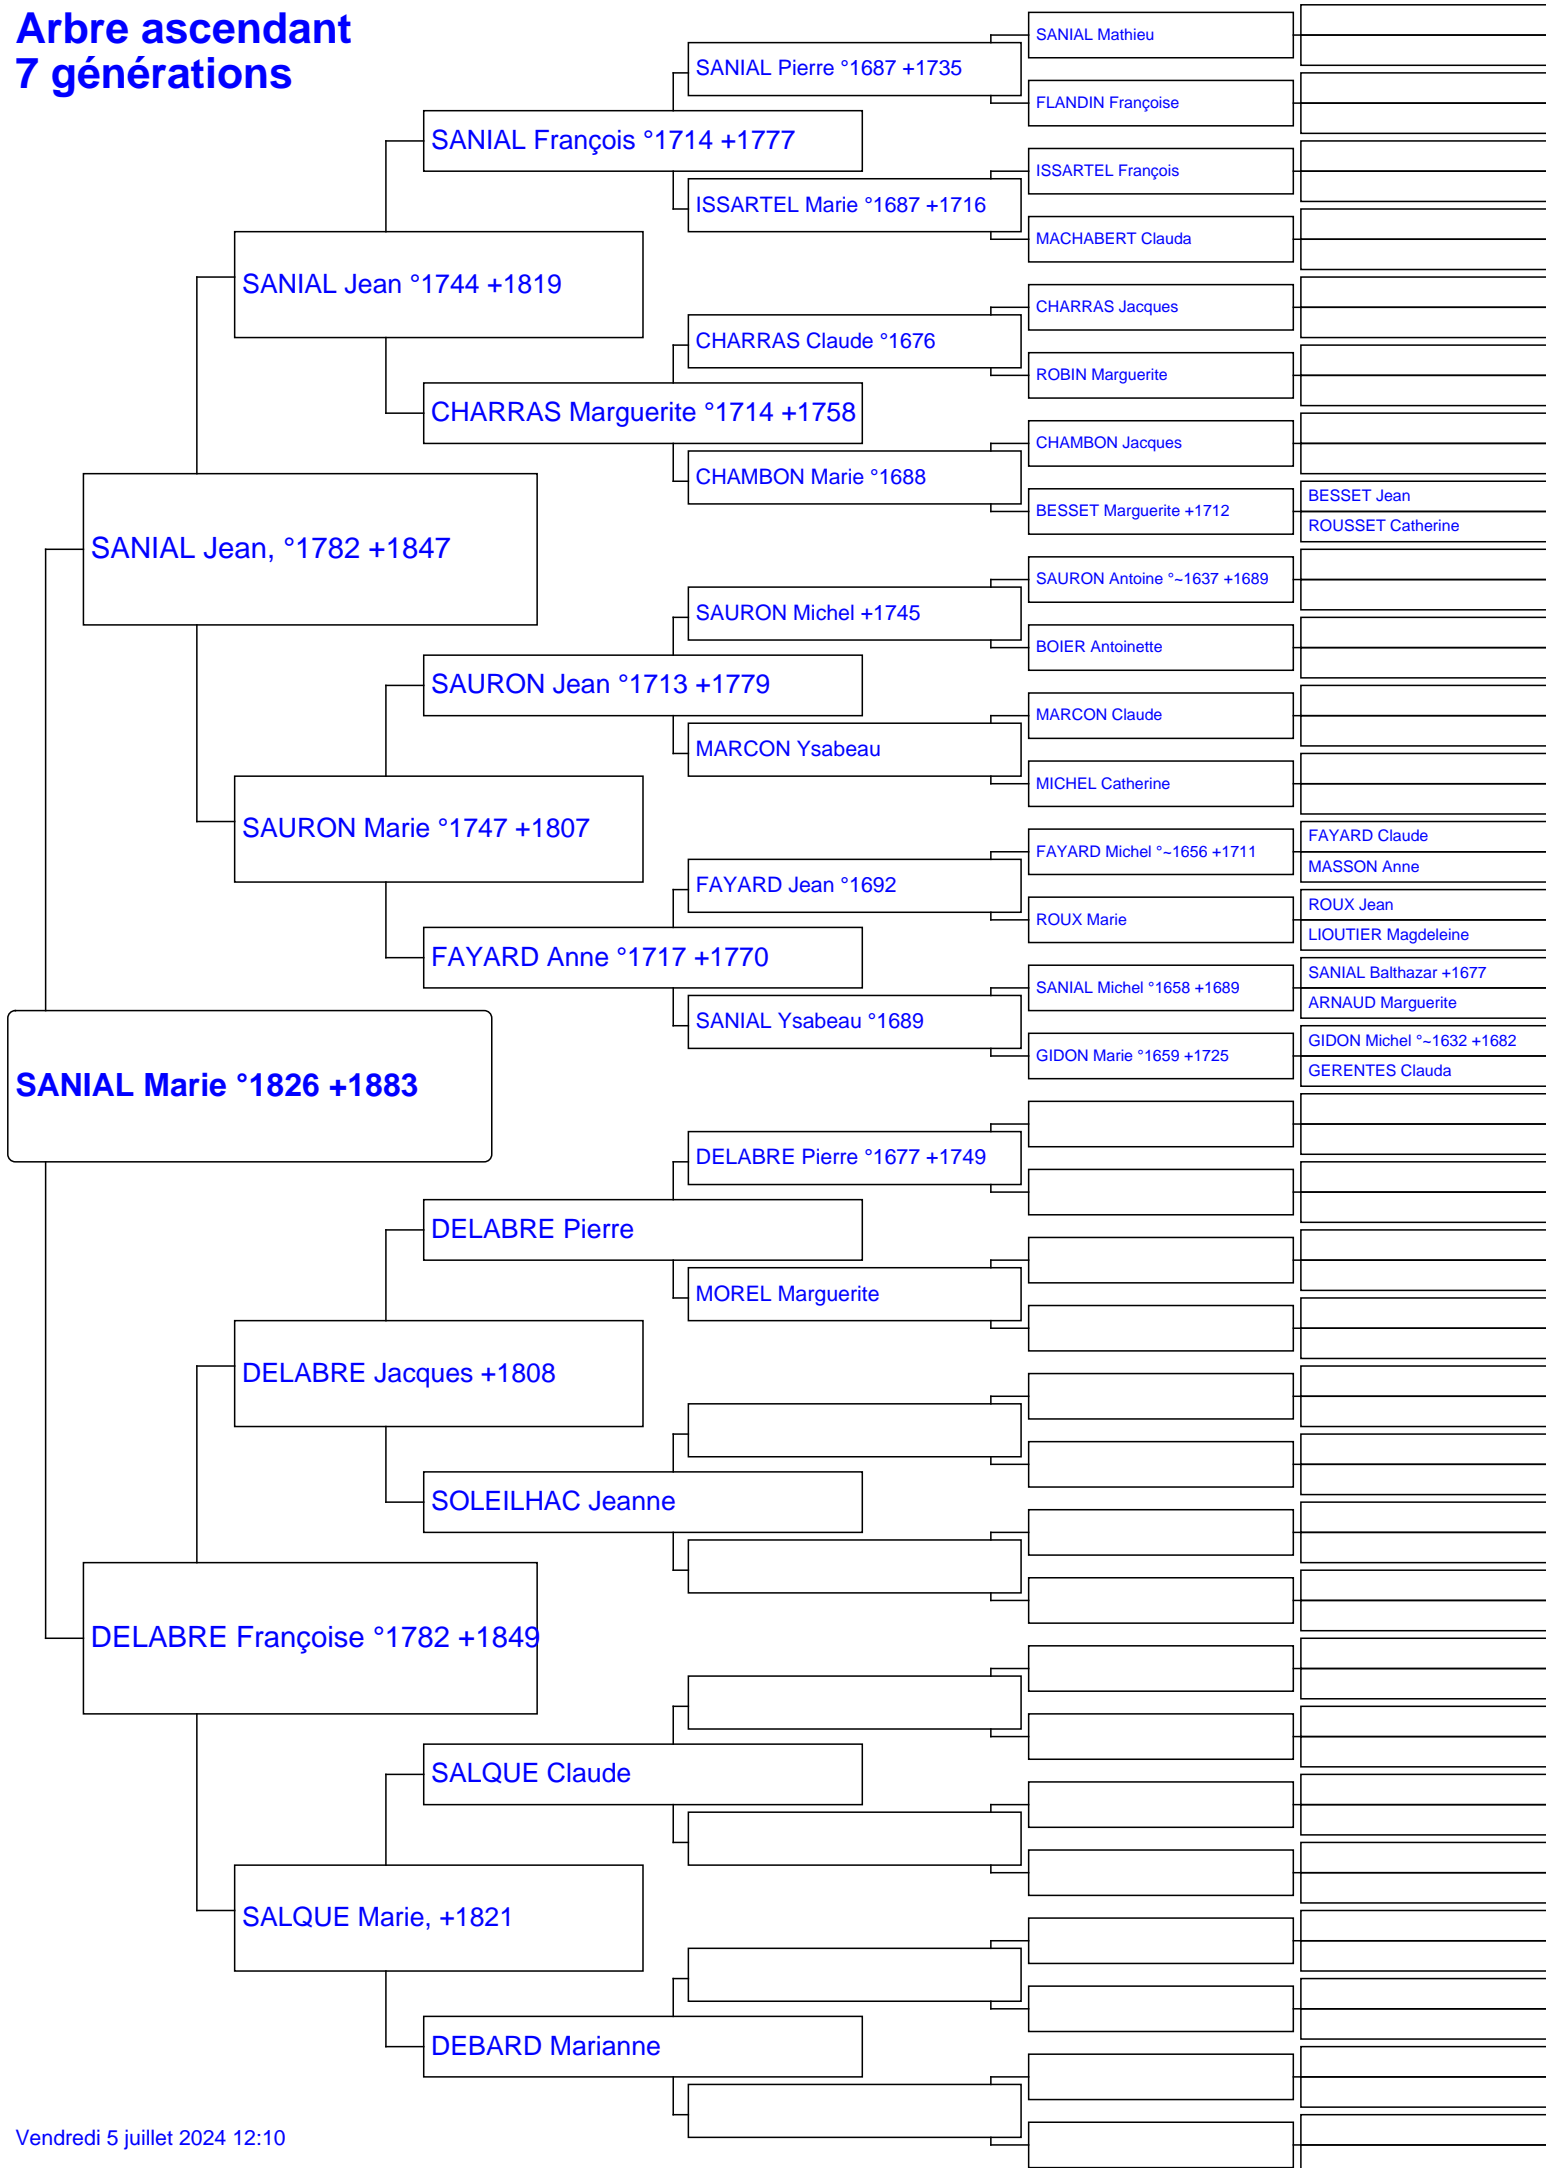 Arbre ascendant
7 générations
SANIAL Mathieu
SANIAL Pierre °1687 +1735
FLANDIN Françoise
SANIAL François °1714 +1777
ISSARTEL François
ISSARTEL Marie °1687 +1716
MACHABERT Clauda
SANIAL Jean °1744 +1819
CHARRAS Jacques
CHARRAS Claude °1676
ROBIN Marguerite
CHARRAS Marguerite °1714 +1758
CHAMBON Jacques
CHAMBON Marie °1688
BESSET Jean
BESSET Marguerite +1712
ROUSSET Catherine
SANIAL Jean, °1782 +1847
SAURON Antoine °~1637 +1689
SAURON Michel +1745
BOIER Antoinette
SAURON Jean °1713 +1779
MARCON Claude
MARCON Ysabeau
MICHEL Catherine
SAURON Marie °1747 +1807
FAYARD Claude
FAYARD Michel °~1656 +1711
MASSON Anne
FAYARD Jean °1692
ROUX Jean
ROUX Marie
LIOUTIER Magdeleine
FAYARD Anne °1717 +1770
SANIAL Balthazar +1677
SANIAL Michel °1658 +1689
ARNAUD Marguerite
SANIAL Ysabeau °1689
GIDON Michel °~1632 +1682
GIDON Marie °1659 +1725
GERENTES Clauda
SANIAL Marie °1826 +1883
DELABRE Pierre °1677 +1749
DELABRE Pierre
MOREL Marguerite
DELABRE Jacques +1808
SOLEILHAC Jeanne
DELABRE Françoise °1782 +1849
SALQUE Claude
SALQUE Marie, +1821
DEBARD Marianne
Vendredi 5 juillet 2024 12:10